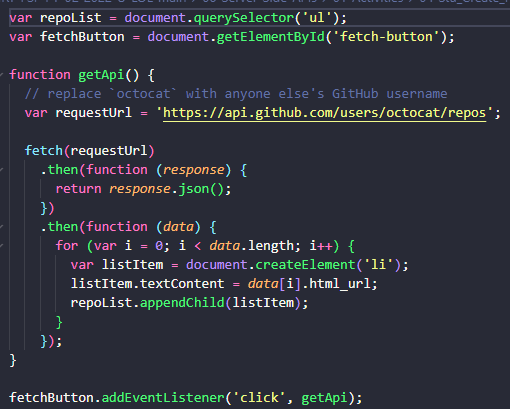 var repoList = document.querySelector('ul');
var fetchButton = document.getElementById('fetch-button');

function getApi() {
  // replace `octocat` with anyone else's GitHub username
  var requestUrl = 'https://api.github.com/users/octocat/repos';

  fetch(requestUrl)
    .then(function (response) {
      return response.json();
    })
    .then(function (data) {
      for (var i = 0; i < data.length; i++) {
        var listItem = document.createElement('li');
        listItem.textContent = data[i].html_url;
        repoList.appendChild(listItem);
      }
    });
}

fetchButton.addEventListener('click', getApi);